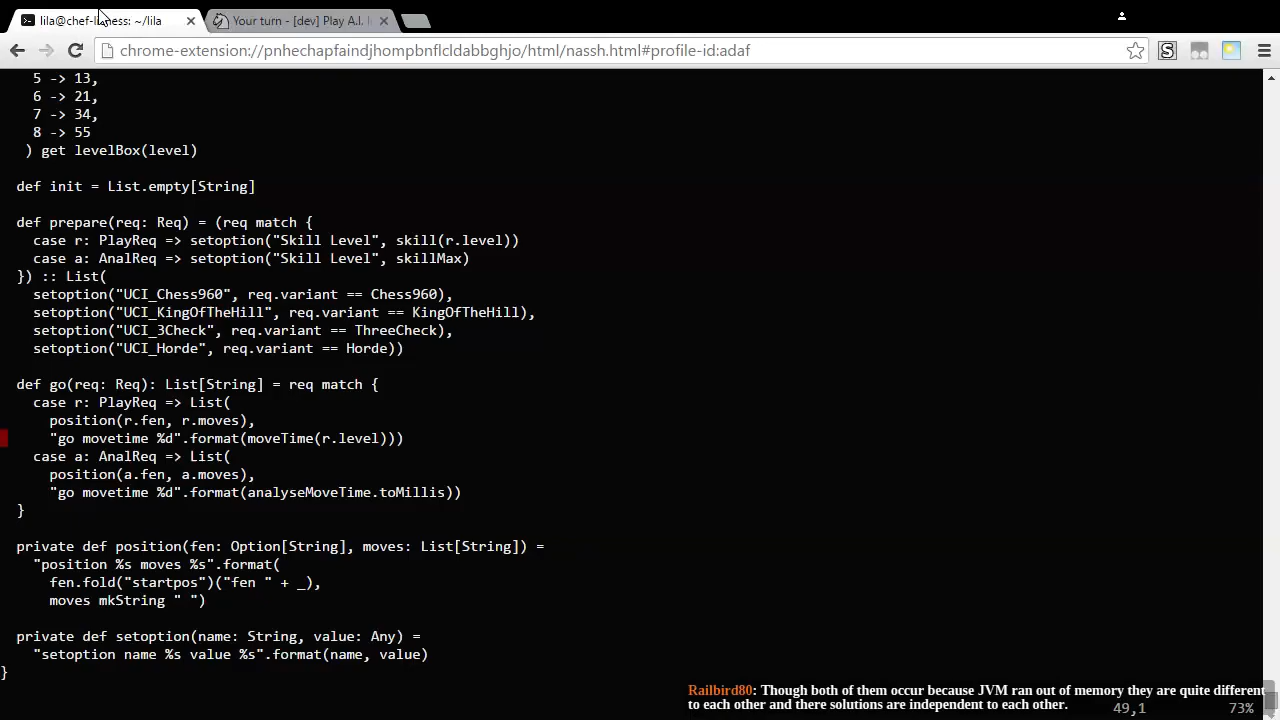 lila@chef-liness: ~/lila
Your turn - [dev] Play A.I.
chrome-extension://pnhechapfaindjhompbnflcldabbghjo/html/nassh.html#profile-id:adaf
5 -> 13,
6 -> 21,
7 -> 34,
8 -> 55
) get levelBox(level)
def init = List.empty[String]
def prepare(req: Req) = (req match {
case r: PlayReq => setoption("Skill Level", skill(r.level))
case a: AnalReq => setoption("Skill Level", skillMax)
}) :: List(
setoption("UCI_Chess960", req.variant == Chess960),
setoption("UCI_KingOfTheHill", req.variant == KingOfTheHill),
setoption("UCI_3Check", req.variant == ThreeCheck),
setoption("UCI_Horde", req.variant == Horde))
def go(req: Req): List[String] = req match {
case r: PlayReq => List(
position(r.fen, r.moves),
"go movetime %d".format(moveTime(r.level)))
case a: AnalReq => List(
position(a.fen, a.moves),
"go movetime %d".format(analyseMoveTime.toMillis))
}
private def position(fen: Option[String], moves: List[String]) =
"position %s moves %s".format(
fen.fold("startpos")("fen " + _),
moves mkString " ")
private def setoption(name: String, value: Any) =
"setoption name %s value %s".format(name, value)
}
Railbird80: Though both of them occur because JVM ran out of memory they are quite different
to each other and there solutions are independent to each other.
49,1 73%